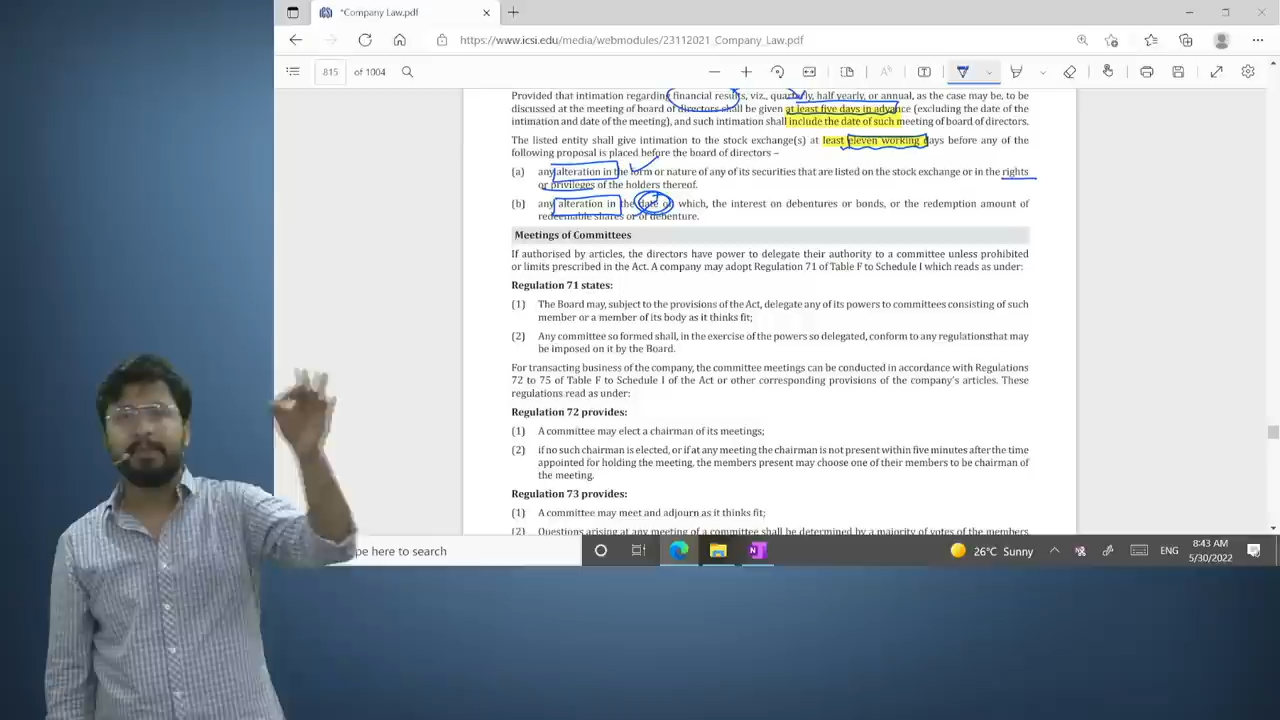 *Company Law.pdf
https://www.icsi.edu/media/webmodules/23112021_Company_Law.pdf
815 of 1004
Provided that intimation regarding financial results, viz., quarterly, half yearly, or annual, as the case may be, to be
discussed at the meeting of board of directors shall be given at least five days in advance (excluding the date of the
intimation and date of the meeting), and such intimation shall include the date of such meeting of board of directors.
The listed entity shall give intimation to the stock exchange(s) at least eleven working days before any of the
following proposal is placed before the board of directors –
(a) any alteration in the form or nature of any of its securities that are listed on the stock exchange or in the rights
or privileges of the holders thereof.
(b) any alteration in the date on which, the interest on debentures or bonds, or the redemption amount of
redeemable shares or of debenture.
Meetings of Committees
If authorised by articles, the directors have power to delegate their authority to a committee unless prohibited
or limits prescribed in the Act. A company may adopt Regulation 71 of Table F to Schedule I which reads as under:
Regulation 71 states:
(1) The Board may, subject to the provisions of the Act, delegate any of its powers to committees consisting of such
member or a member of its body as it thinks fit;
(2) Any committee so formed shall, in the exercise of the powers so delegated, conform to any regulationsthat may
be imposed on it by the Board.
For transacting business of the company, the committee meetings can be conducted in accordance with Regulations
72 to 75 of Table F to Schedule I of the Act or other corresponding provisions of the company's articles. These
regulations read as under:
Regulation 72 provides:
(1) A committee may elect a chairman of its meetings;
(2) if no such chairman is elected, or if at any meeting the chairman is not present within five minutes after the time
appointed for holding the meeting, the members present may choose one of their members to be chairman of
the meeting.
Regulation 73 provides:
(1) A committee may meet and adjourn as it thinks fit;
(2) Questions arising at any meeting of a committee shall be determined by a majority of votes of the members
pe here to search
26°C Sunny
ENG
8:43 AM
5/30/2022